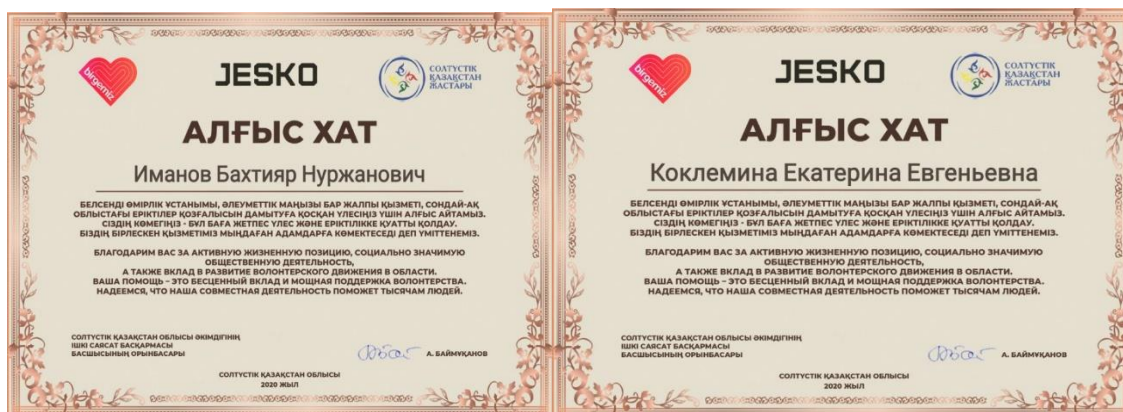 birgemiz
JESKO
СОЛТҮСТІК
ҚАЗАҚСТАН
ЖАСТАРЫ
АЛҒЫС ХАТ
Иманов Бахтияр Нуржанович
БЕЛСЕНДІ ӨМІРЛІК ҰСТАНЫМЫ, ӘЛЕУМЕТТІК МАҢЫЗЫ БАР ЖАЛПЫ ҚЫЗМЕТІ, СОНДАЙ-АҚ
ОБЛЫСТАҒЫ ЕРІКТІЛЕР ҚОЗҒАЛЫСЫН ДАМЫТУҒА ҚОСҚАН ҮЛЕСІҢІЗ ҮШІН АЛҒЫС АЙТАМЫЗ.
СІЗДІҢ КӨМЕГІҢІЗ - БҰЛ БАҒА ЖЕТПЕС ҮЛЕС ЖӘНЕ ЕРІКТІЛІККЕ ҚУАТТЫ ҚОЛДАУ.
БІЗДІҢ БІРЛЕСКЕН ҚЫЗМЕТІМІЗ МЫҢДАҒАН АДАМДАРҒА КӨМЕКТЕСЕДІ ДЕП ҮМІТТЕНЕМІЗ.
БЛАГОДАРИМ ВАС ЗА АКТИВНУЮ ЖИЗНЕННУЮ ПОЗИЦИЮ, СОЦИАЛЬНО ЗНАЧИМУЮ
ОБЩЕСТВЕННУЮ ДЕЯТЕЛЬНОСТЬ,
А ТАКЖЕ ВКЛАД В РАЗВИТИЕ ВОЛОНТЕРСКОГО ДВИЖЕНИЯ В ОБЛАСТИ.
ВАША ПОМОЩЬ – ЭТО БЕСЦЕННЫЙ ВКЛАД И МОЩНАЯ ПОДДЕРЖКА ВОЛОНТЕРСТВА.
НАДЕЕМСЯ, ЧТО НАША СОВМЕСТНАЯ ДЕЯТЕЛЬНОСТЬ ПОМОЖЕТ ТЫСЯЧАМ ЛЮДЕЙ.
СОЛТҮСТІК ҚАЗАҚСТАН ОБЛЫСЫ ӘКІМДІГІНІҢ
ІШКІ САЯСАТ БАСҚАРМАСЫ
БАСШЫСЫНЫҢ ОРЫНБАСАРЫ
А. БАЙМҰҚАНОВ
СОЛТҮСТІК ҚАЗАҚСТАН ОБЛЫСЫ
2020 ЖЫЛ
birgemiz
JESKO
СОЛТҮСТІК
ҚАЗАҚСТАН
ЖАСТАРЫ
АЛҒЫС ХАТ
Коклемина Екатерина Евгеньевна
БЕЛСЕНДІ ӨМІРЛІК ҰСТАНЫМЫ, ӘЛЕУМЕТТІК МАҢЫЗЫ БАР ЖАЛПЫ ҚЫЗМЕТІ, СОНДАЙ-АҚ
ОБЛЫСТАҒЫ ЕРІКТІЛЕР ҚОЗҒАЛЫСЫН ДАМЫТУҒА ҚОСҚАН ҮЛЕСІҢІЗ ҮШІН АЛҒЫС АЙТАМЫЗ.
СІЗДІҢ КӨМЕГІҢІЗ - БҰЛ БАҒА ЖЕТПЕС ҮЛЕС ЖӘНЕ ЕРІКТІЛІККЕ ҚУАТТЫ ҚОЛДАУ.
БІЗДІҢ БІРЛЕСКЕН ҚЫЗМЕТІМІЗ МЫҢДАҒАН АДАМДАРҒА КӨМЕКТЕСЕДІ ДЕП ҮМІТТЕНЕМІЗ.
БЛАГОДАРИМ ВАС ЗА АКТИВНУЮ ЖИЗНЕННУЮ ПОЗИЦИЮ, СОЦИАЛЬНО ЗНАЧИМУЮ
ОБЩЕСТВЕННУЮ ДЕЯТЕЛЬНОСТЬ,
А ТАКЖЕ ВКЛАД В РАЗВИТИЕ ВОЛОНТЕРСКОГО ДВИЖЕНИЯ В ОБЛАСТИ.
ВАША ПОМОЩЬ – ЭТО БЕСЦЕННЫЙ ВКЛАД И МОЩНАЯ ПОДДЕРЖКА ВОЛОНТЕРСТВА.
НАДЕЕМСЯ, ЧТО НАША СОВМЕСТНАЯ ДЕЯТЕЛЬНОСТЬ ПОМОЖЕТ ТЫСЯЧАМ ЛЮДЕЙ.
СОЛТҮСТІК ҚАЗАҚСТАН ОБЛЫСЫ ӘКІМДІГІНІҢ
ІШКІ САЯСАТ БАСҚАРМАСЫ
БАСШЫСЫНЫҢ ОРЫНБАСАРЫ
А. БАЙМҰҚАНОВ
СОЛТҮСТІК ҚАЗАҚСТАН ОБЛЫСЫ
2020 ЖЫЛ